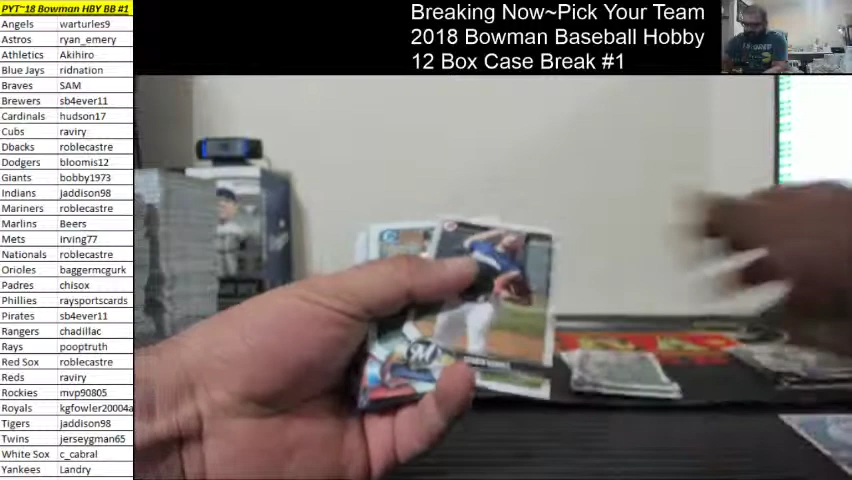 PYT~18 Bowman HBY BB #1
Angels warturles9
Astros ryan_emery
Athletics Akihiro
Blue Jays ridnation
Braves SAM
Brewers sb4ever11
Cardinals hudson17
Cubs raviry
Dbacks roblecastre
Dodgers bloomis12
Giants bobby1973
Indians jaddison98
Mariners roblecastre
Marlins Beers
Mets irving77
Nationals roblecastre
Orioles baggermcgurk
Padres chisox
Phillies raysportscards
Pirates sb4ever11
Rangers chadillac
Rays pooptruth
Red Sox roblecastre
Reds raviry
Rockies mvp90805
Royals kgfowler20004a
Tigers jaddison98
Twins jerseygman65
White Sox c_cabral
Yankees Landry
Breaking Now~Pick Your Team
2018 Bowman Baseball Hobby
12 Box Case Break #1